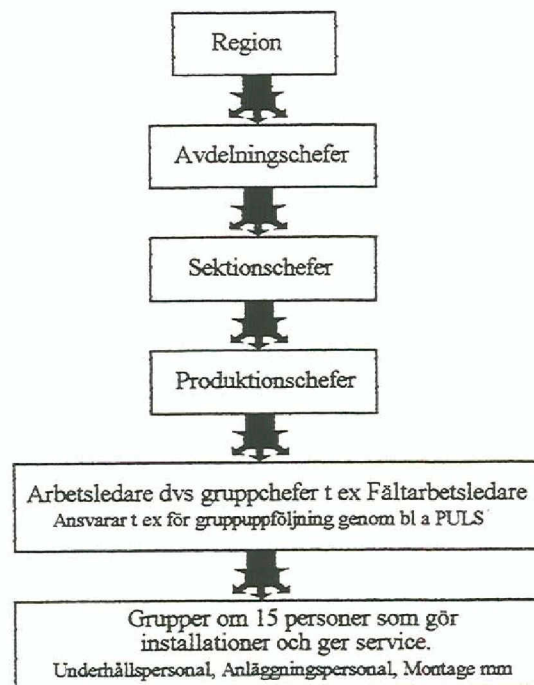 Region
Avdelningschefer
Sektionschefer
Produktionschefer
Arbetsledare dvs gruppchefer t ex Fältarbetsledare
Ansvarar t ex för gruppuppföljning genom bl a PULS
Grupper om 15 personer som gör
installationer och ger service.
Underhållspersonal, Anläggningspersonal, Montage mm